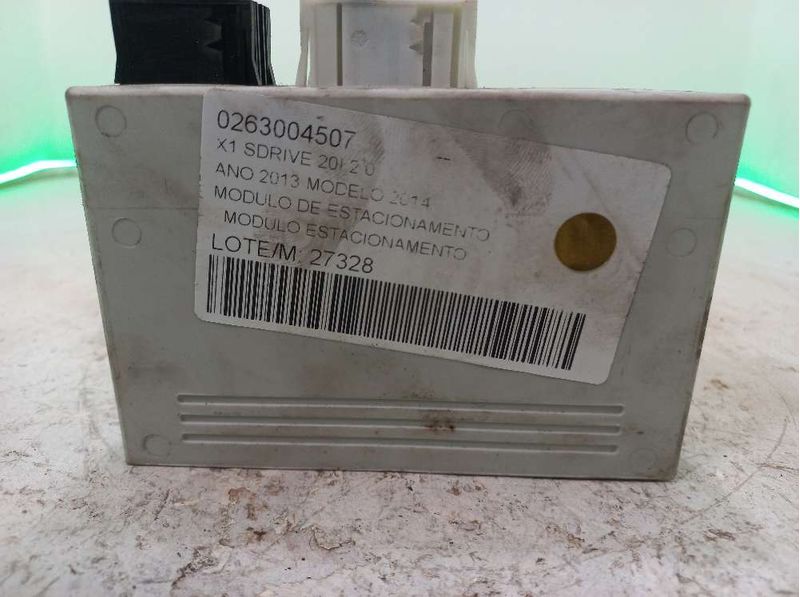 0263004507
X1 SDRIVE 20I 2.0
ANO 2013 MODELO 2014
MODULO DE ESTACIONAMENTO
MODULO ESTACIONAMENTO
LOTE/M: 27328